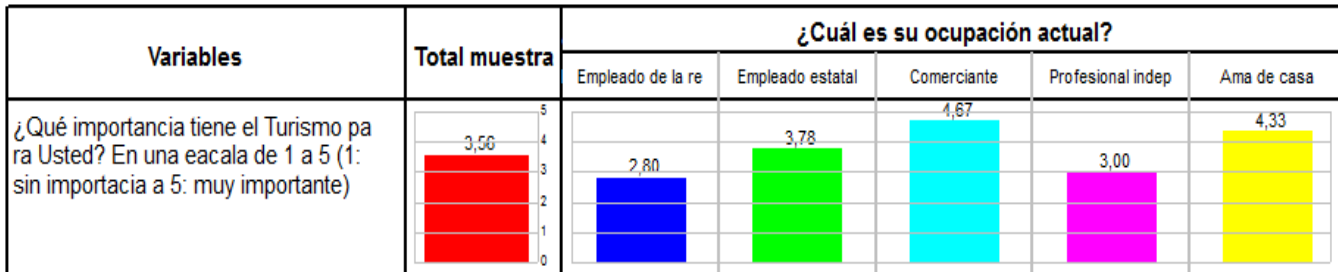 Variables
Total muestra
¿Cuál es su ocupación actual?
Empleado de la re
Empleado estatal
Comerciante
Profesional indep
Ama de casa
¿Qué importancia tiene el Turismo pa
ra Usted? En una eacala de 1 a 5 (1:
sin importacia a 5: muy importante)
5
4
3
2
1
0
3,56
2,80
3,78
4,67
3,00
4,33